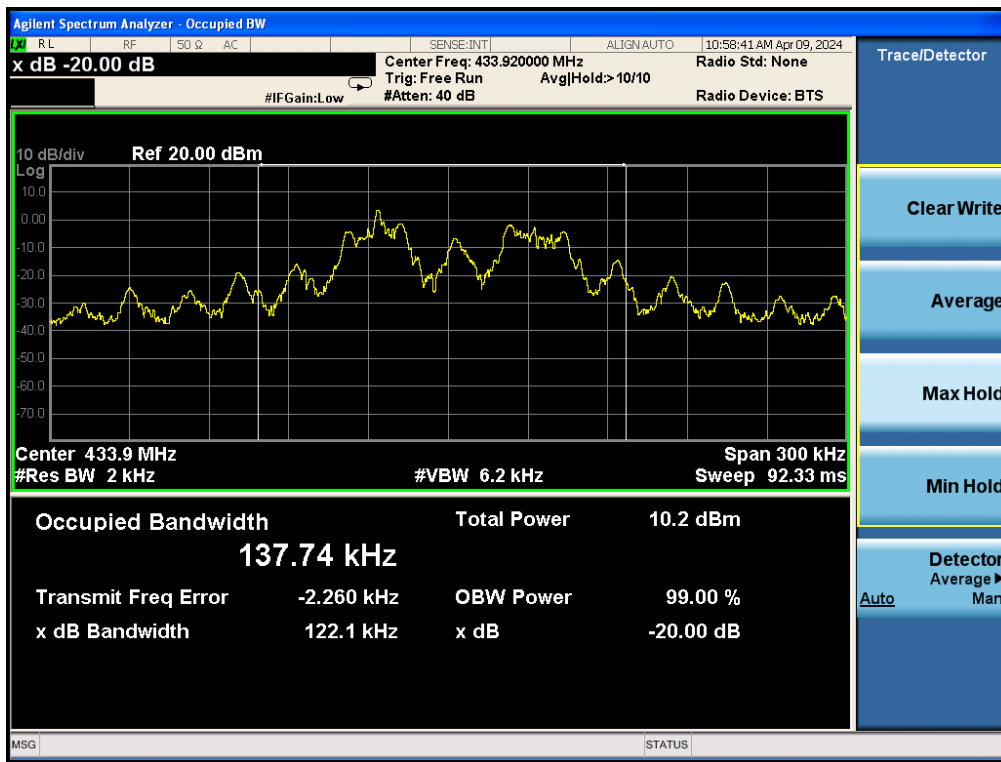 Agilent Spectrum Analyzer - Occupied BW
LXI RL RF 50 Ω AC SENSE:INT ALIGN AUTO 10:58:41 AM Apr 09, 2024
x dB -20.00 dB
Center Freq: 433.920000 MHz
Radio Std: None
Trig: Free Run Avg|Hold:>10/10
#IFGain:Low #Atten: 40 dB Radio Device: BTS
Trace/Detector
10 dB/div Ref 20.00 dBm
Log
10.0
0.00
-10.0
-20.0
-30.0
-40.0
-50.0
-60.0
-70.0
Center 433.9 MHz Span 300 kHz
#Res BW 2 kHz #VBW 6.2 kHz Sweep 92.33 ms
Occupied Bandwidth Total Power 10.2 dBm
137.74 kHz
Transmit Freq Error -2.260 kHz OBW Power 99.00 %
x dB Bandwidth 122.1 kHz x dB -20.00 dB
Clear Write
Average
Max Hold
Min Hold
Detector
Average▶
Auto Man
MSG STATUS